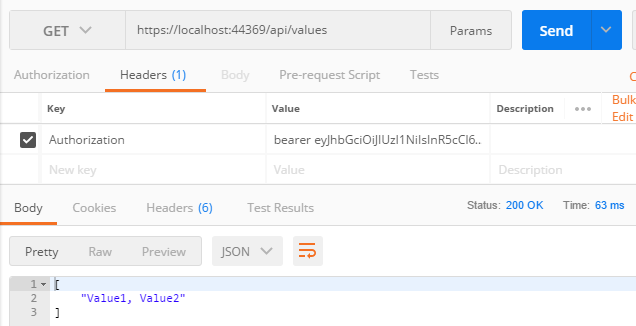 GET https://localhost:44369/api/values Params Send
Authorization Headers (1) Body Pre-request Script Tests C
Key Value Description ••• Bulk Edit
Authorization bearer eyJhbGciOiJIUzI1NiIsInR5cCI6..
New key Value Description
Body Cookies Headers (6) Test Results Status: 200 OK Time: 63 ms
Pretty Raw Preview JSON
1 [
2 "Value1, Value2"
3 ]